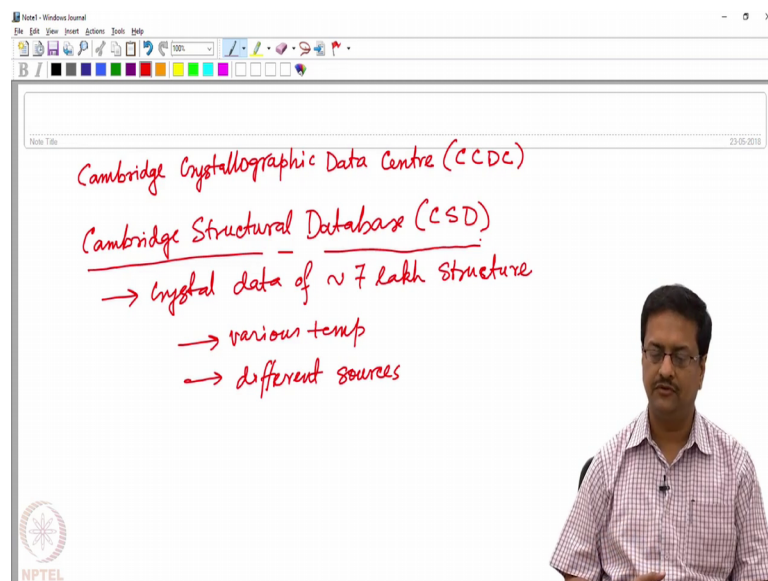 Note1 - Windows Journal
File Edit View Insert Actions Tools Help
100%
B I
Note Title
23-05-2018
Cambridge Crystallographic Data Centre (CCDC)
Cambridge Structural Database (CSD)
→ Crystal data of ~ 7 lakh structure
→ various temp
→ different sources
NPTEL